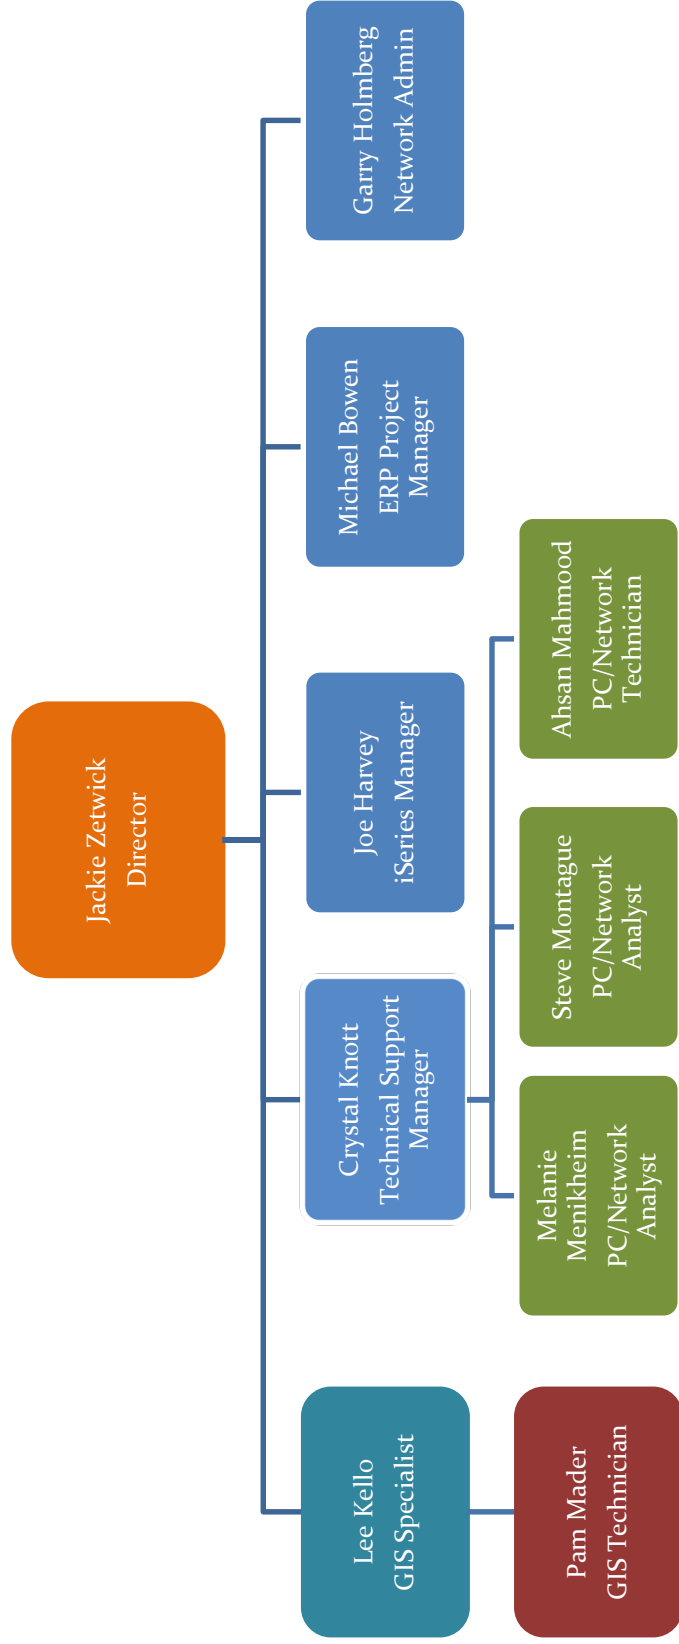 Jackie Zetwick
Director
Lee Kello
GIS Specialist
Crystal Knott
Technical Support
Manager
Joe Harvey
iSeries Manager
Michael Bowen
ERP Project
Manager
Garry Holmberg
Network Admin
Pam Mader
GIS Technician
Melanie
Menikheim
PC/Network
Analyst
Steve Montague
PC/Network
Analyst
Ahsan Mahmood
PC/Network
Technician